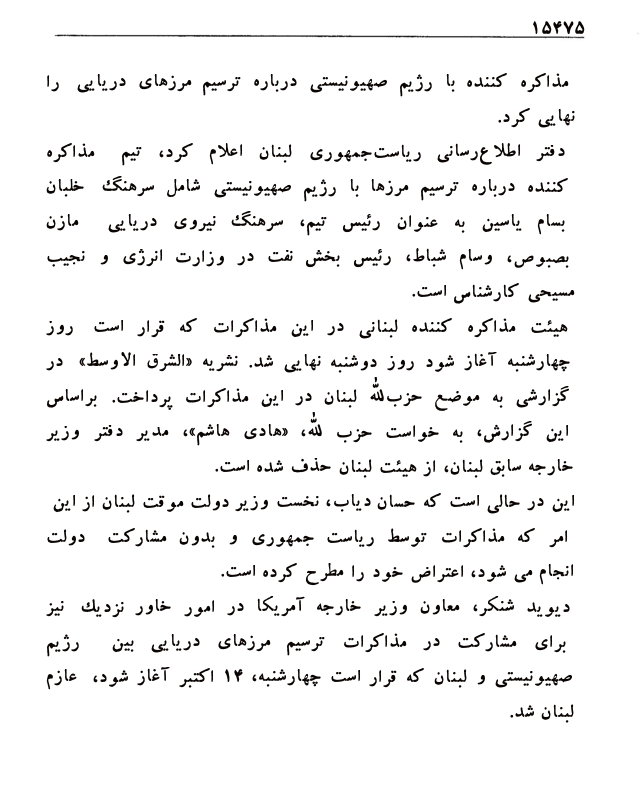 ۱۵۴۷۵
مذاکره کننده با رژیم صهیونیستی درباره ترسیم مرزهای دریایی را
نهایی کرد.
دفتر اطلاع‌رسانی ریاست‌جمهوری لبنان اعلام کرد، تیم مذاکره
کننده درباره ترسیم مرزها با رژیم صهیونیستی شامل سرهنگ خلبان
بسام یاسین به عنوان رئیس تیم، سرهنگ نیروی دریایی مازن
بصبوص، وسام شباط، رئیس بخش نفت در وزارت انرژی و نجیب
مسیحی کارشناس است.
هیئت مذاکره کننده لبنانی در این مذاکرات که قرار است روز
چهارشنبه آغاز شود روز دوشنبه نهایی شد. نشریه «الشرق الاوسط» در
گزارشی به موضع حزب‌الله لبنان در این مذاکرات پرداخت. براساس
این گزارش، به خواست حزب الله، «هادی هاشم»، مدیر دفتر وزیر
خارجه سابق لبنان، از هیئت لبنان حذف شده است.
این در حالی است که حسان دیاب، نخست وزیر دولت موقت لبنان از این
امر که مذاکرات توسط ریاست جمهوری و بدون مشارکت دولت
انجام می شود، اعتراض خود را مطرح کرده است.
دیوید شنکر، معاون وزیر خارجه آمریکا در امور خاور نزدیک نیز
برای مشارکت در مذاکرات ترسیم مرزهای دریایی بین رژیم
صهیونیستی و لبنان که قرار است چهارشنبه، ۱۴ اکتبر آغاز شود، عازم
لبنان شد.